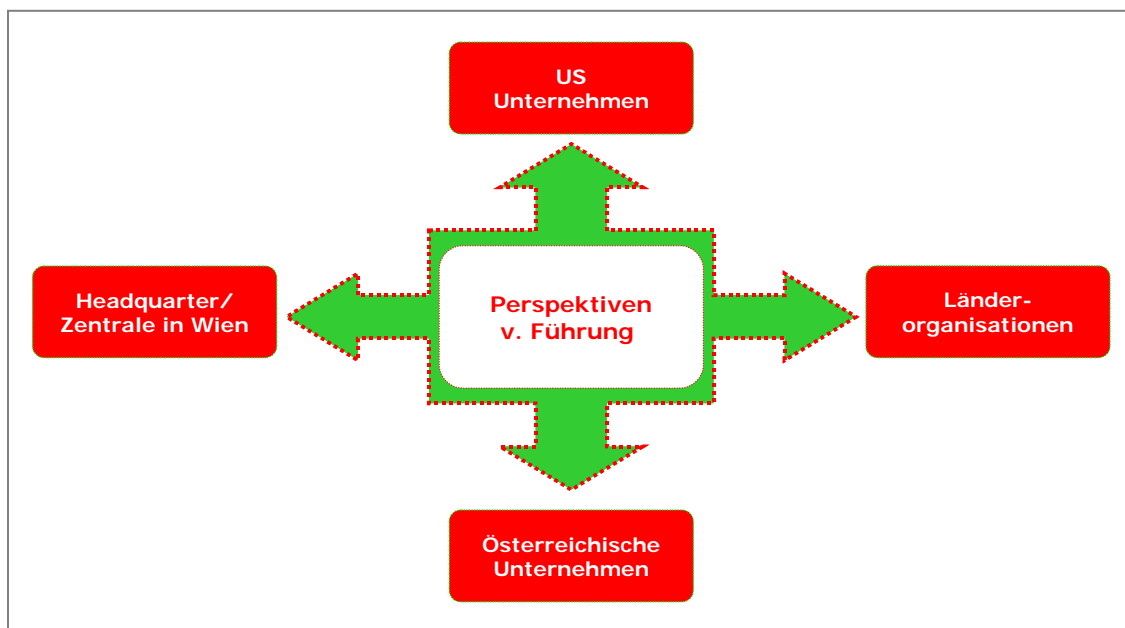 US
Unternehmen
Headquarter/
Zentrale in Wien
Perspektiven
v. Führung
Länder-
organisationen
Österreichische
Unternehmen